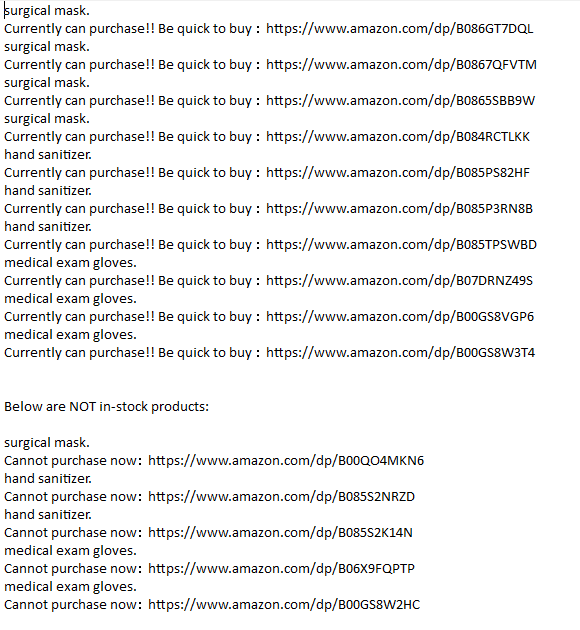 surgical mask.
Currently can purchase!! Be quick to buy : https://www.amazon.com/dp/B086GT7DQL
surgical mask.
Currently can purchase!! Be quick to buy : https://www.amazon.com/dp/B0867QFVTM
surgical mask.
Currently can purchase!! Be quick to buy : https://www.amazon.com/dp/B0865SBB9W
surgical mask.
Currently can purchase!! Be quick to buy : https://www.amazon.com/dp/B084RCTLKK
hand sanitizer.
Currently can purchase!! Be quick to buy : https://www.amazon.com/dp/B085PS82HF
hand sanitizer.
Currently can purchase!! Be quick to buy : https://www.amazon.com/dp/B085P3RN8B
hand sanitizer.
Currently can purchase!! Be quick to buy : https://www.amazon.com/dp/B085TPSWBD
medical exam gloves.
Currently can purchase!! Be quick to buy : https://www.amazon.com/dp/B07DRNZ49S
medical exam gloves.
Currently can purchase!! Be quick to buy : https://www.amazon.com/dp/B00GS8VGP6
medical exam gloves.
Currently can purchase!! Be quick to buy : https://www.amazon.com/dp/B00GS8W3T4
Below are NOT in-stock products:
surgical mask.
Cannot purchase now: https://www.amazon.com/dp/B00QO4MKN6
hand sanitizer.
Cannot purchase now: https://www.amazon.com/dp/B085S2NRZD
hand sanitizer.
Cannot purchase now: https://www.amazon.com/dp/B085S2K14N
medical exam gloves.
Cannot purchase now: https://www.amazon.com/dp/B06X9FQPTP
medical exam gloves.
Cannot purchase now: https://www.amazon.com/dp/B00GS8W2HC